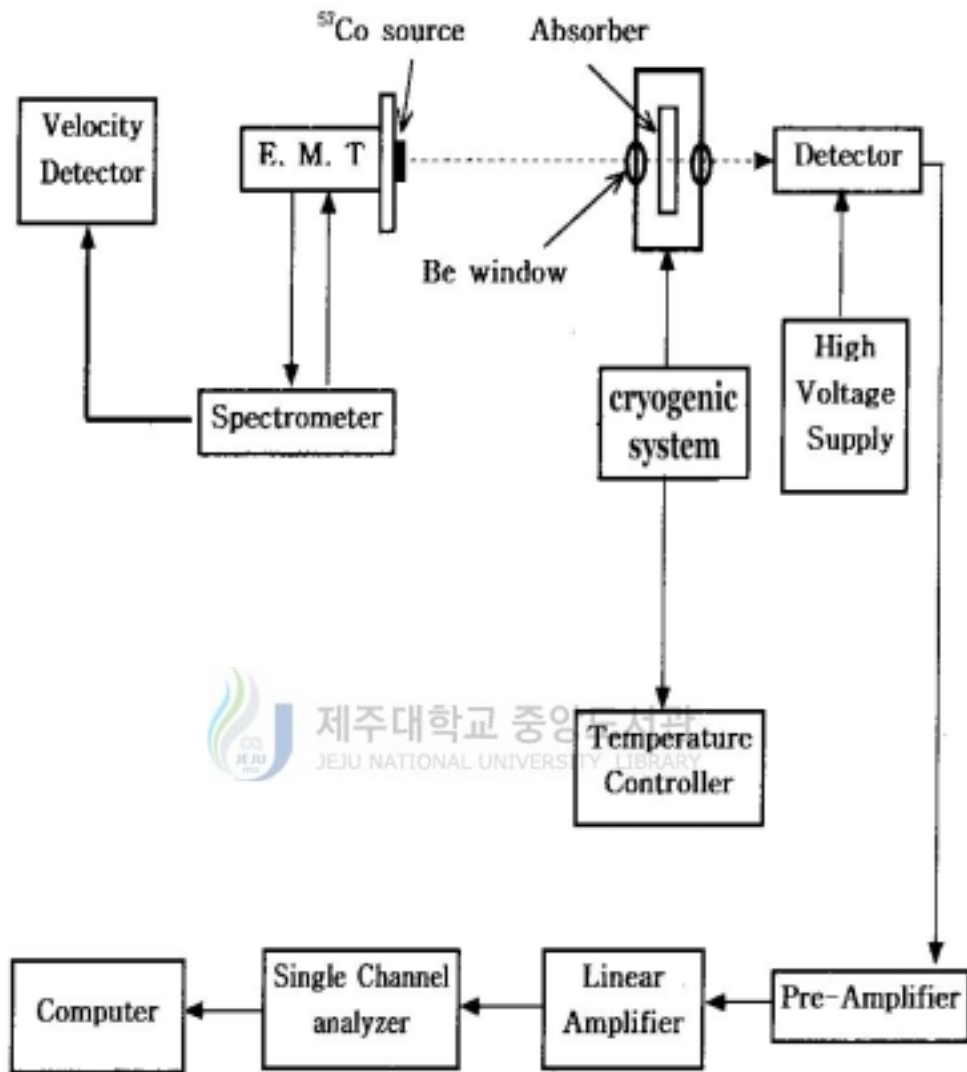 ⁵⁷Co source
Absorber
Velocity
Detector
E. M. T
Detector
Be window
High
Voltage
Supply
Spectrometer
cryogenic
system
제주대학교 중앙도서관
JEJU NATIONAL UNIVERSITY LIBRARY
JEJU
1952
Temperature
Controller
Computer
Single Channel
analyzer
Linear
Amplifier
Pre-Amplifier